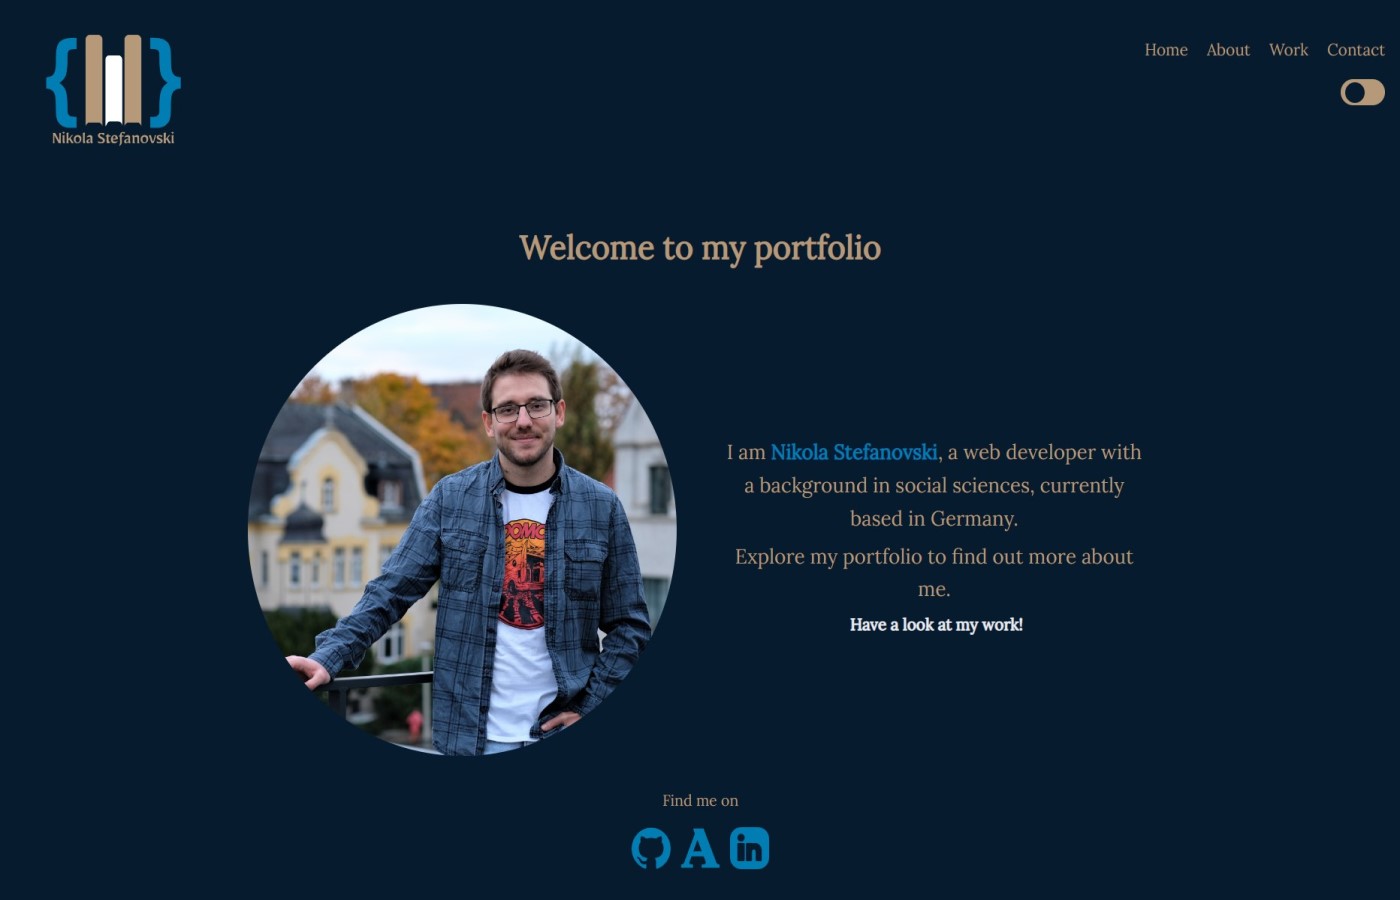 Nikola Stefanovski
Home About Work Contact
Welcome to my portfolio
I am Nikola Stefanovski, a web developer with
a background in social sciences, currently
based in Germany.
Explore my portfolio to find out more about
me.
Have a look at my work!
Find me on